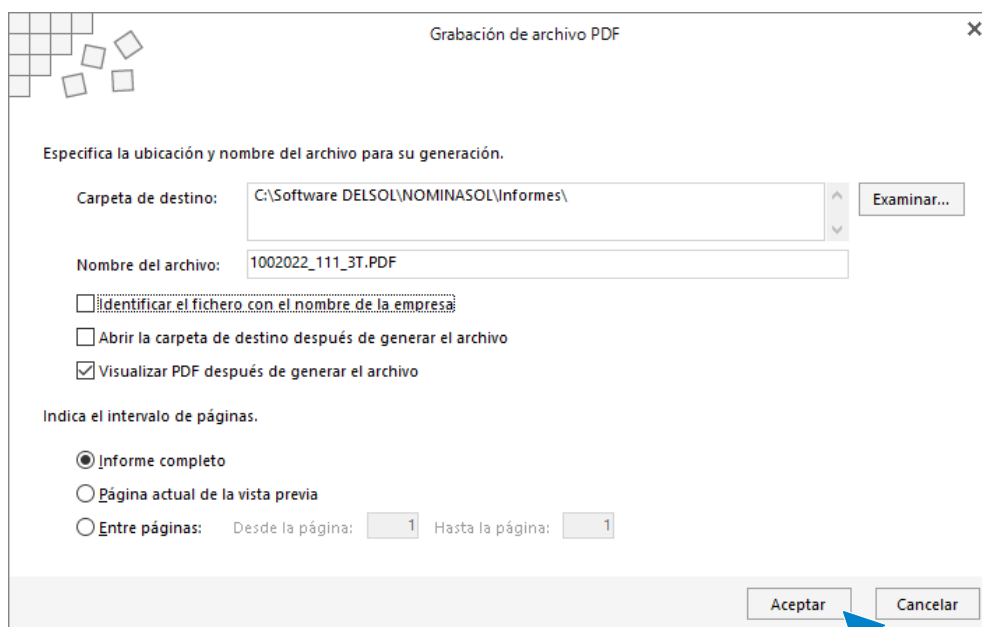 Grabación de archivo PDF
Especifica la ubicación y nombre del archivo para su generación.
Carpeta de destino: C:\Software DELSOL\NOMINASOL\Informes\ Examinar...
Nombre del archivo: 1002022_111_3T.PDF
Identificar el fichero con el nombre de la empresa
Abrir la carpeta de destino después de generar el archivo
Visualizar PDF después de generar el archivo
Indica el intervalo de páginas.
Informe completo
Página actual de la vista previa
Entre páginas: Desde la página: 1 Hasta la página: 1
Aceptar Cancelar